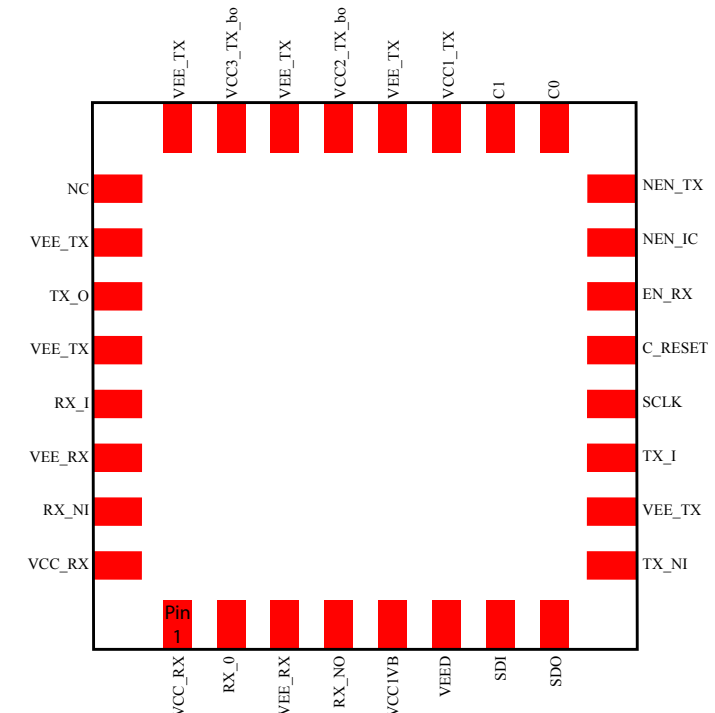 VEE_TX
VCC3_TX_bo
VEE_TX
VCC2_TX_bo
VEE_TX
VCC1_TX
C1
C0
NC
VEE_TX
TX_O
VEE_TX
RX_I
VEE_RX
RX_NI
VCC_RX
NEN_TX
NEN_IC
EN_RX
C_RESET
SCLK
TX_I
VEE_TX
TX_NI
Pin
1
VCC_RX
RX_0
VEE_RX
RX_NO
VCC1VB
VEED
SDI
SDO